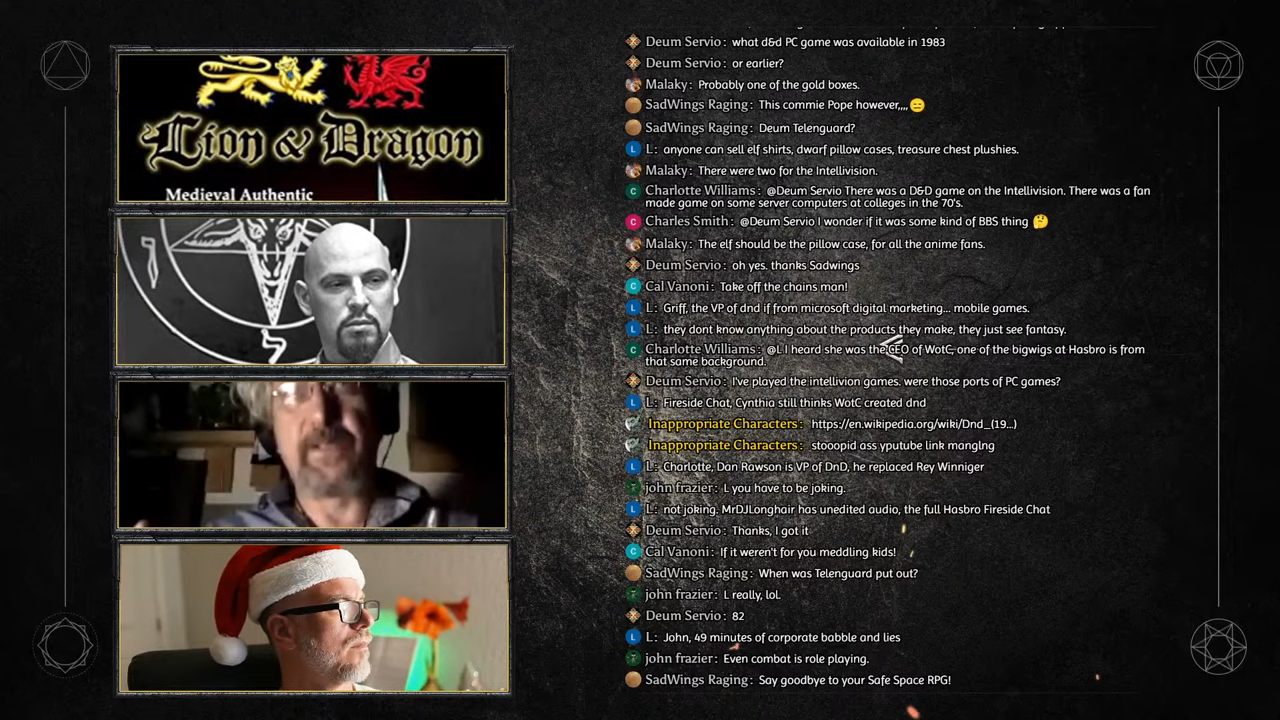 Lion & Dragon
Medieval Authentic
Deum Servio: what d&d PC game was available in 1983
Deum Servio: or earlier?
Malaky: Probably one of the gold boxes.
SadWings Raging: This commie Pope however,,,, 😑
SadWings Raging: Deum Telenguard?
L: anyone can sell elf shirts, dwarf pillow cases, treasure chest plushies.
Malaky: There were two for the Intellivision.
Charlotte Williams: @Deum Servio There was a D&D game on the Intellivision. There was a fan
made game on some server computers at colleges in the 70's.
Charles Smith: @Deum Servio I wonder if it was some kind of BBS thing 🤔
Malaky: The elf should be the pillow case, for all the anime fans.
Deum Servio: oh yes. thanks Sadwings
Cal Vanoni: Take off the chains man!
L: Griff, the VP of dnd if from microsoft digital marketing... mobile games.
L: they dont know anything about the products they make, they just see fantasy.
Charlotte Williams: @L I heard she was the CEO of WotC, one of the bigwigs at Hasbro is from
that same background.
Deum Servio: I've played the intellivion games. were those ports of PC games?
L: Fireside Chat, Cynthia still thinks WotC created dnd
Inappropriate Characters: https://en.wikipedia.org/wiki/Dnd_(19...)
Inappropriate Characters: stooopid ass yputube link manglng
L: Charlotte, Dan Rawson is VP of DnD, he replaced Rey Winniger
john frazier: L you have to be joking.
L: not joking. MrDJLonghair has unedited audio, the full Hasbro Fireside Chat
Deum Servio: Thanks, I got it
Cal Vanoni: If it weren't for you meddling kids!
SadWings Raging: When was Telenguard put out?
john frazier: L really, lol.
Deum Servio: 82
L: John, 49 minutes of corporate babble and lies
john frazier: Even combat is role playing.
SadWings Raging: Say goodbye to your Safe Space RPG!